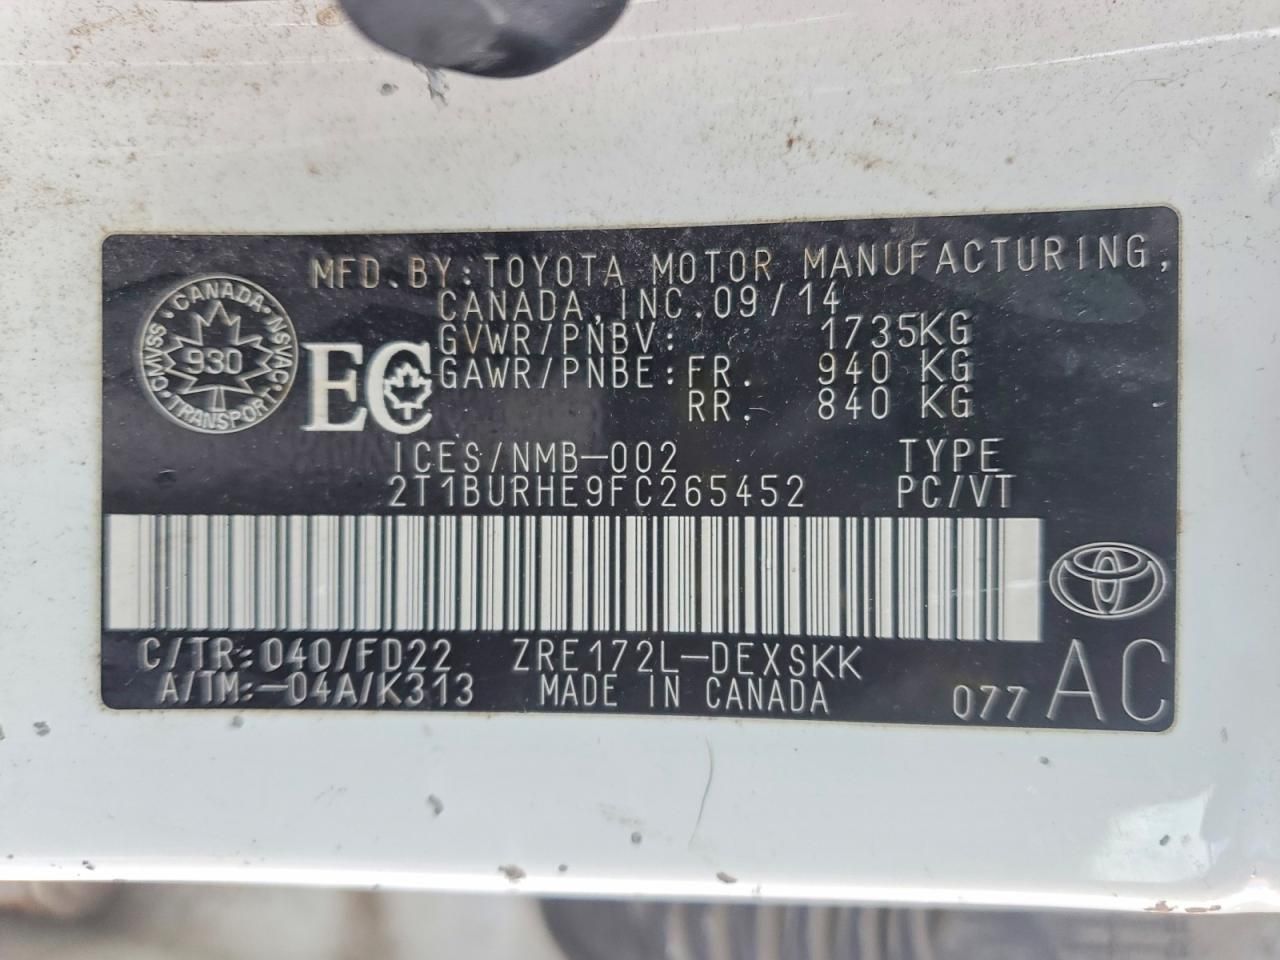 MFD.BY:TOYOTA MOTOR MANUFACTURING,
CANADA, INC.09/14
GVWR/PNBV: 1735KG
GAWR/PNBE:FR. 940 KG
RR. 840 KG
CANADA · NSVAC · TRANSPORT · CMVSS
930
EC
ICES/NMB-002 TYPE
2T1BURHE9FC265452 PC/VT
C/TR:040/FD22 ZRE172L-DEXSKK
A/TM:-04A/K313 MADE IN CANADA 077 AC